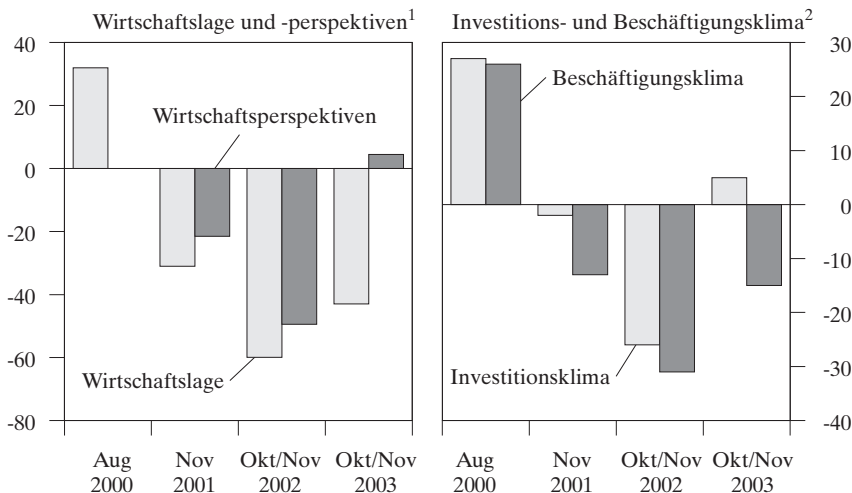 Wirtschaftslage und -perspektiven¹
40
20
0
-20
-40
-60
-80
Wirtschaftsperspektiven
Wirtschaftslage
Aug
2000
Nov
2001
Okt/Nov
2002
Okt/Nov
2003
Investitions- und Beschäftigungsklima²
30
20
10
0
-10
-20
-30
-40
Beschäftigungsklima
Investitionsklima
Aug
2000
Nov
2001
Okt/Nov
2002
Okt/Nov
2003